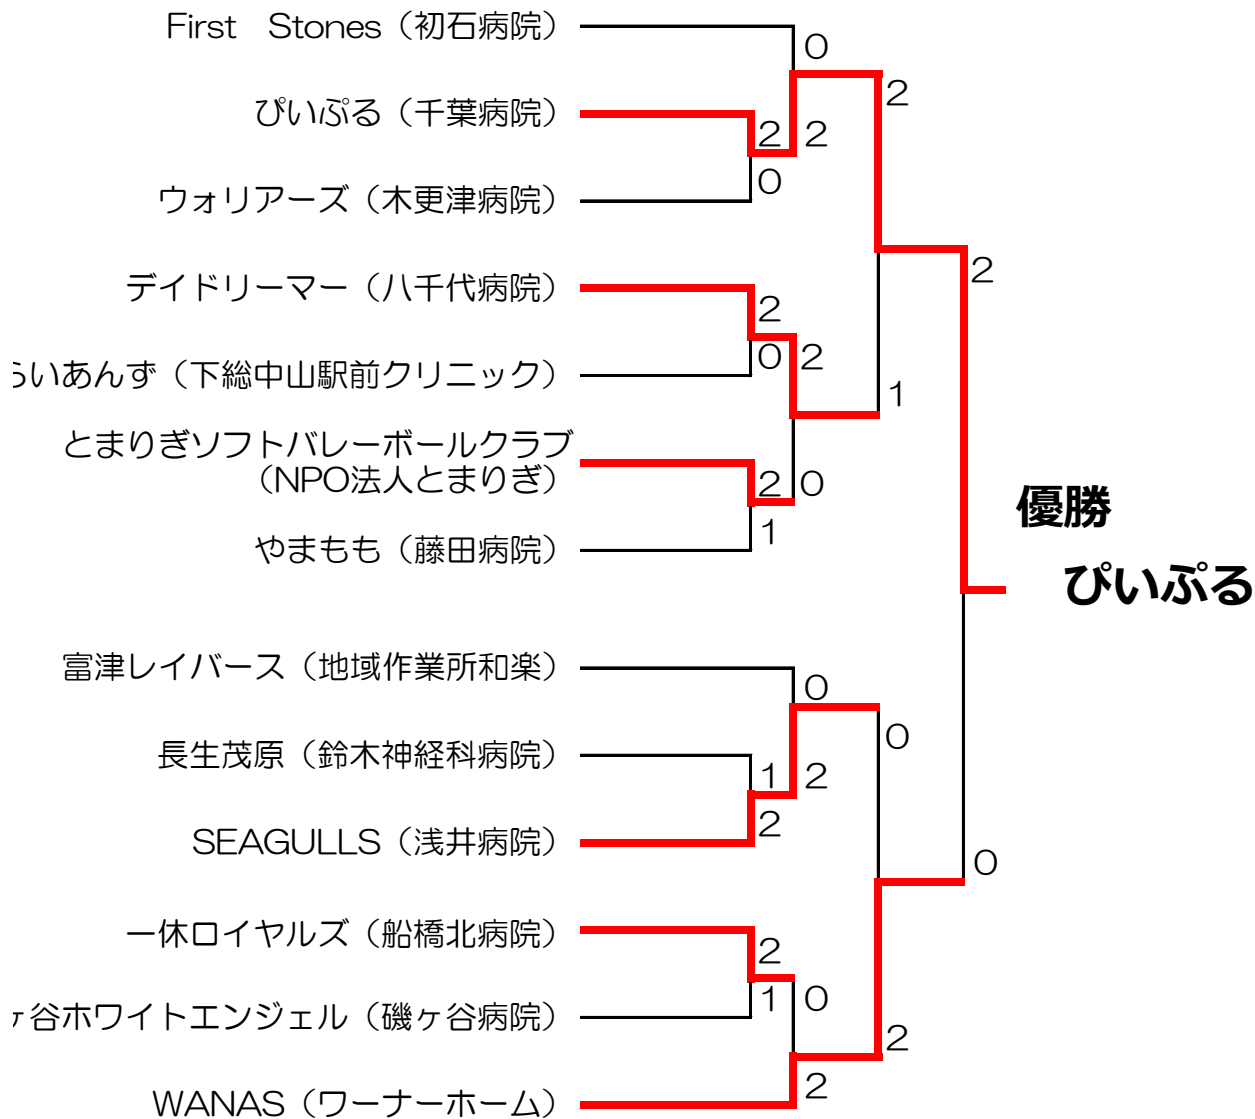 First　Stones（初石病院）
0
2
ぴいぷる（千葉病院）
2 2
0
ウォリアーズ（木更津病院）
2
デイドリーマー（八千代病院）
2
0 2
らいあんず（下総中山駅前クリニック）
1
とまりぎソフトバレーボールクラブ
（NPO法人とまりぎ）
2 0
優勝
1
やまもも（藤田病院）
ぴいぷる
富津レイバース（地域作業所和楽）
0
0
長生茂原（鈴木神経科病院）
1 2
2
SEAGULLS（浅井病院）
0
一休ロイヤルズ（船橋北病院）
2
1 0
ヶ谷ホワイトエンジェル（磯ヶ谷病院）
2
2
WANAS（ワーナーホーム）